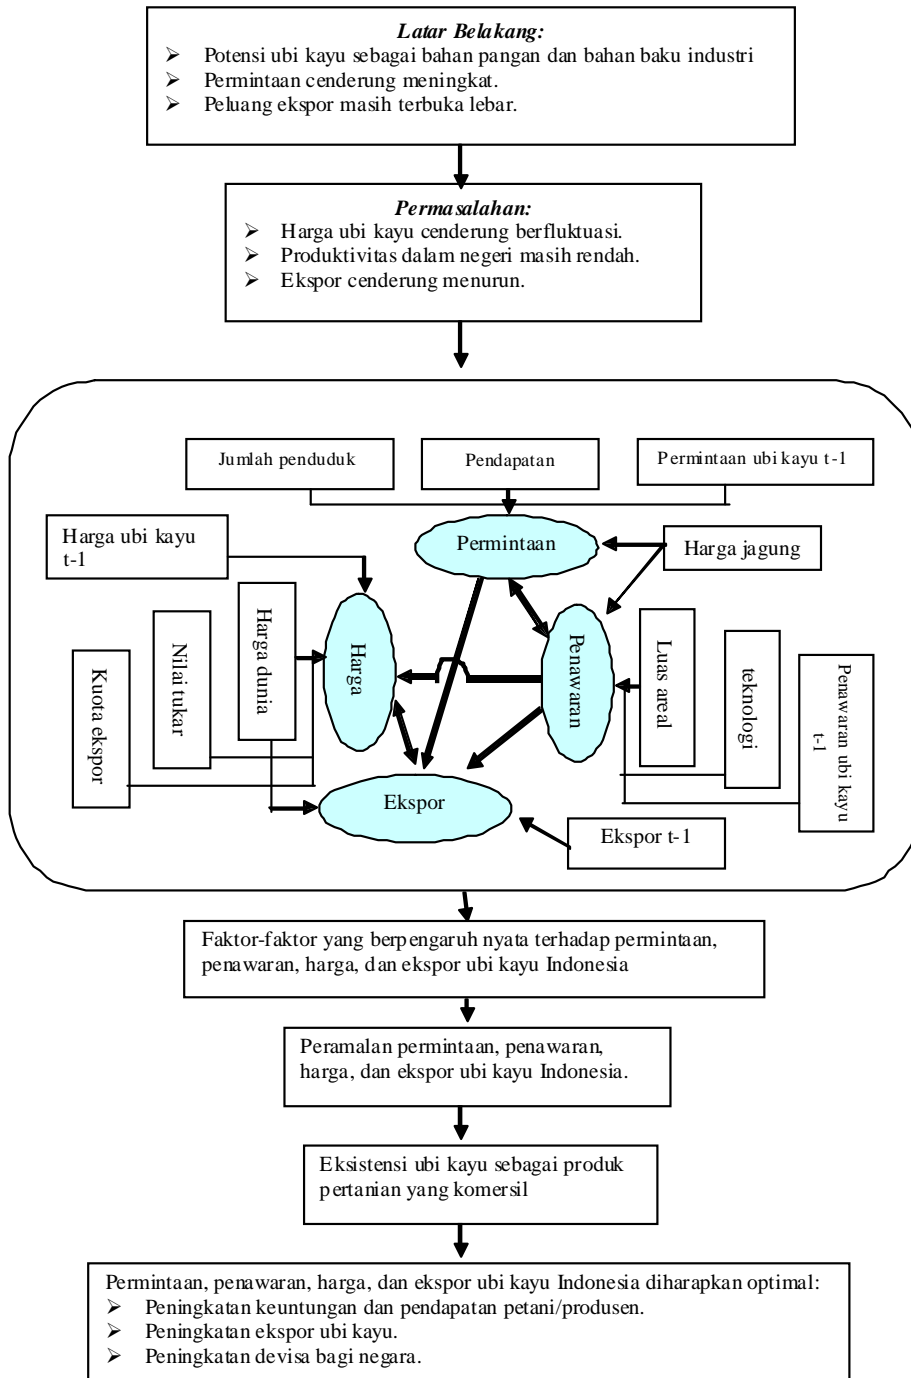 Latar Belakang:
➢ Potensi ubi kayu sebagai bahan pangan dan bahan baku industri
➢ Permintaan cenderung meningkat.
➢ Peluang ekspor masih terbuka lebar.
Permasalahan:
➢ Harga ubi kayu cenderung berfluktuasi.
➢ Produktivitas dalam negeri masih rendah.
➢ Ekspor cenderung menurun.
Jumlah penduduk
Pendapatan
Permintaan ubi kayu t-1
Harga ubi kayu
t-1
Permintaan
Harga jagung
Kuota ekspor
Nilai tukar
Harga dunia
Harga
Penawaran
Luas areal
teknologi
Penawaran ubi kayu
t-1
Ekspor
Ekspor t-1
Faktor-faktor yang berpengaruh nyata terhadap permintaan,
penawaran, harga, dan ekspor ubi kayu Indonesia
Peramalan permintaan, penawaran,
harga, dan ekspor ubi kayu Indonesia.
Eksistensi ubi kayu sebagai produk
pertanian yang komersil
Permintaan, penawaran, harga, dan ekspor ubi kayu Indonesia diharapkan optimal:
➢ Peningkatan keuntungan dan pendapatan petani/produsen.
➢ Peningkatan ekspor ubi kayu.
➢ Peningkatan devisa bagi negara.